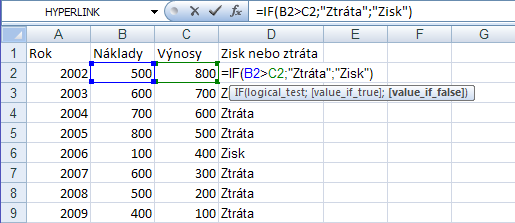 HYPERLINK =IF(B2>C2;"Ztráta";"Zisk")
A B C D E F G
1 Rok Náklady Výnosy Zisk nebo ztráta
2 2002 500 800 =IF(B2>C2;"Ztráta";"Zisk")
3 2003 600 700 Z IF(logical_test; [value_if_true]; [value_if_false])
4 2004 700 600 Ztráta
5 2005 800 500 Ztráta
6 2006 100 400 Zisk
7 2007 600 300 Ztráta
8 2008 500 200 Ztráta
9 2009 400 100 Ztráta